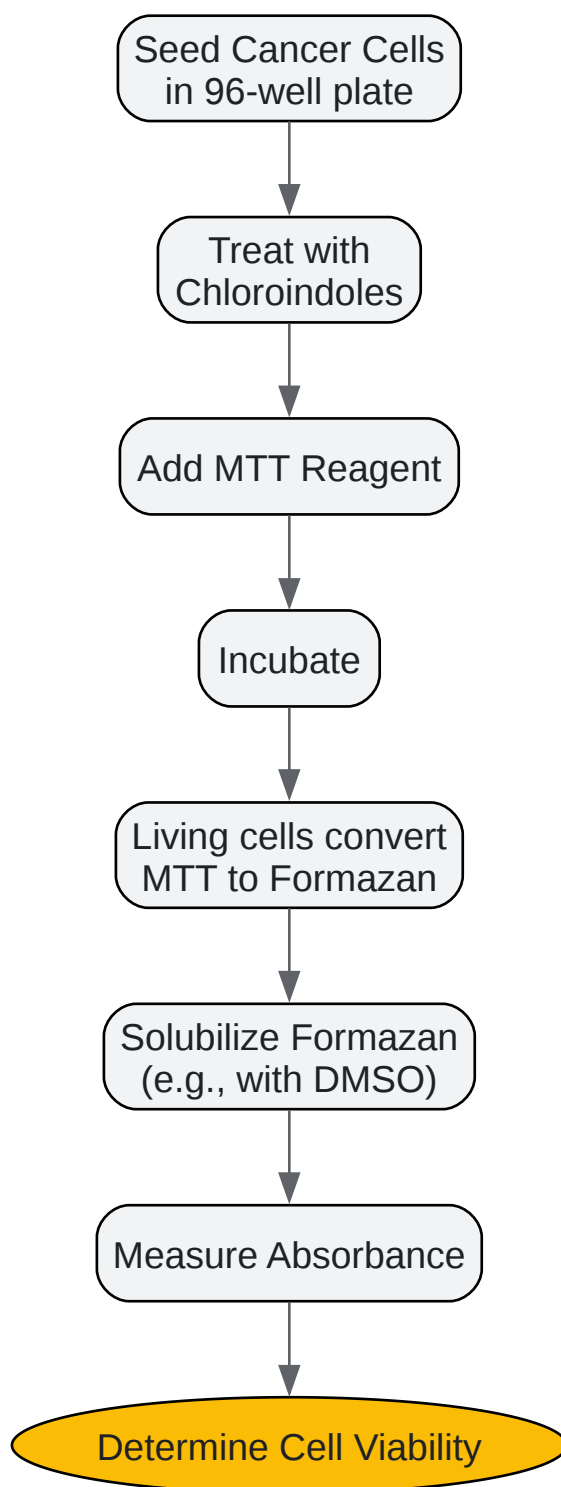 Seed Cancer Cells
in 96-well plate
Treat with
Chloroindoles
Add MTT Reagent
Incubate
Living cells convert
MTT to Formazan
Solubilize Formazan
(e.g., with DMSO)
Measure Absorbance
Determine Cell Viability